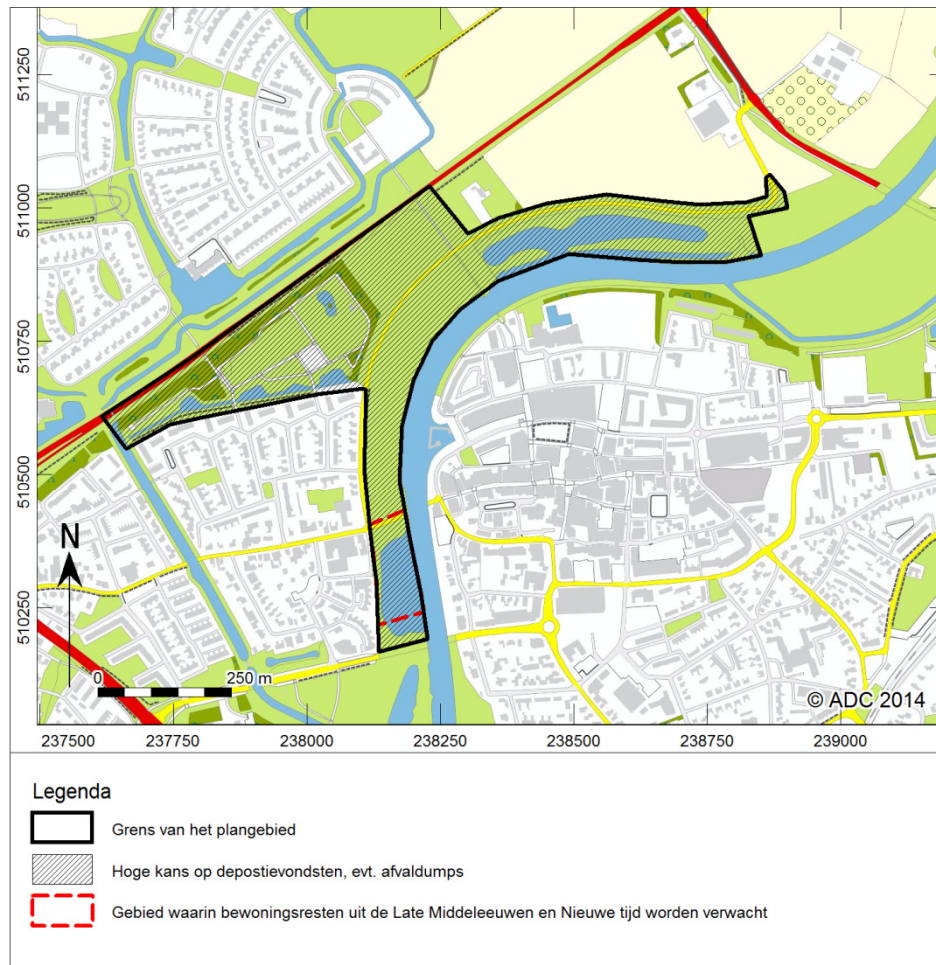 511250
511000
510750
510500
510250
N
0 250 m
© ADC 2014
237500 237750 238000 238250 238500 238750 239000
Legenda
Grens van het plangebied
Hoge kans op depostievondsten, evt. afvaldumps
Gebied waarin bewoningsresten uit de Late Middeleeuwen en Nieuwe tijd worden verwacht